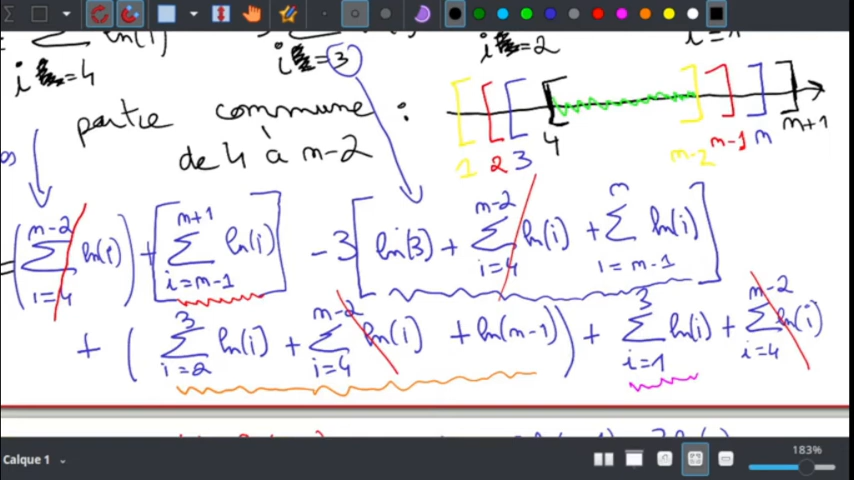 i=4 i=3 i=2
partie commune :
de 4 à n-2
1 2 3 4 n-2 n-1 n n+1
= (∑_{i=4}^{n-2} ln(i)) + [∑_{i=n-1}^{n+1} ln(i)] - 3 [ln(3) + ∑_{i=4}^{n-2} ln(i) + ∑_{i=n-1}^{n} ln(i)]
+ (∑_{i=2}^{3} ln(i) + ∑_{i=4}^{n-2} ln(i) + ln(n-1)) + ∑_{i=1}^{3} ln(i) + ∑_{i=4}^{n-2} ln(i)
Calque 1 183%